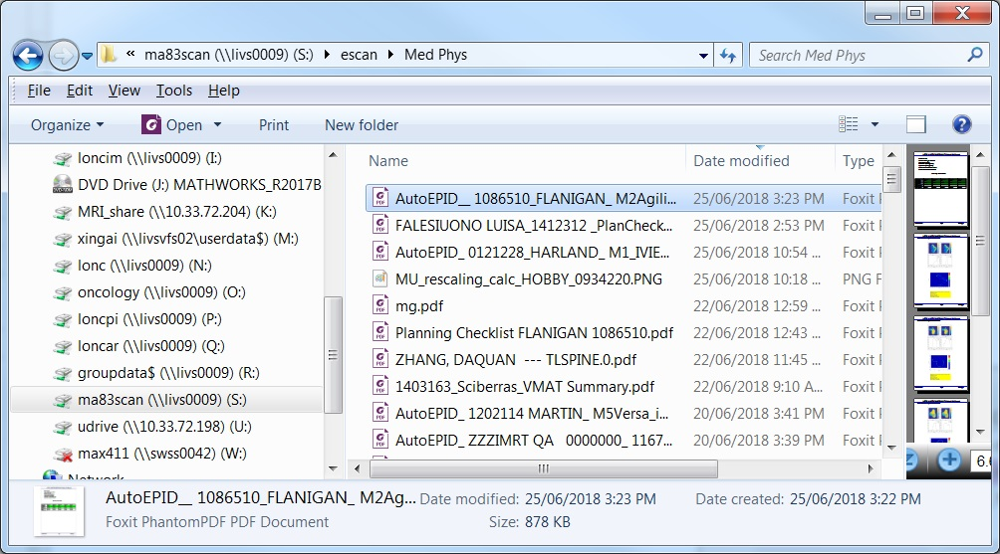 « ma83scan (\\livs0009) (S:) escan Med Phys
Search Med Phys
File Edit View Tools Help
Organize Open Print New folder
loncim (\\livs0009) (I:)
DVD Drive (J:) MATHWORKS_R2017B
MRI_share (\\10.33.72.204) (K:)
xingai (\\livsvfs02\userdata$) (M:)
lonc (\\livs0009) (N:)
oncology (\\livs0009) (O:)
loncpi (\\livs0009) (P:)
loncar (\\livs0009) (Q:)
groupdata$ (\\livs0009) (R:)
ma83scan (\\livs0009) (S:)
udrive (\\10.33.72.198) (U:)
max411 (\\swss0042) (W:)
Network
Name Date modified Type
AutoEPID__ 1086510_FLANIGAN_ M2Agili... 25/06/2018 3:23 PM Foxit
FALESIUONO LUISA_1412312 _PlanCheck... 25/06/2018 2:53 PM Foxit
AutoEPID_ 0121228_HARLAND_ M1_IVIE... 25/06/2018 10:54 ... Foxit
MU_rescaling_calc_HOBBY_0934220.PNG 25/06/2018 10:18 ... PNG F
mg.pdf 22/06/2018 12:59 ... Foxit
Planning Checklist FLANIGAN 1086510.pdf 22/06/2018 12:43 ... Foxit
ZHANG, DAQUAN --- TLSPINE.0.pdf 22/06/2018 11:45 ... Foxit
1403163_Sciberras_VMAT Summary.pdf 22/06/2018 9:10 A... Foxit
AutoEPID_ 1202114 MARTIN_ M5Versa_i... 20/06/2018 3:41 PM Foxit
AutoEPID_ ZZZIMRT QA 0000000_ 1167... 20/06/2018 3:39 PM Foxit
AutoEPID__ 1086510_FLANIGAN_ M2Ag... Date modified: 25/06/2018 3:23 PM Date created: 25/06/2018 3:22 PM
Foxit PhantomPDF PDF Document Size: 878 KB